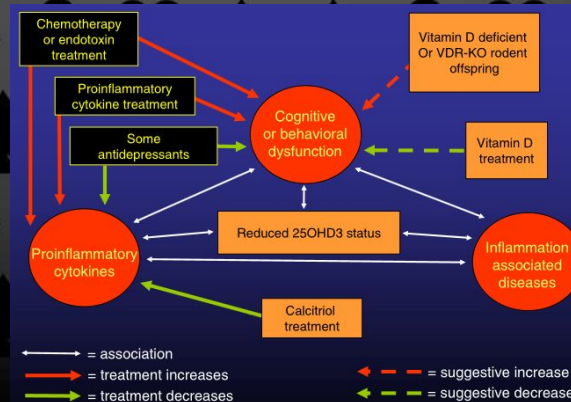 Chemotherapy
or endotoxin
treatment
Vitamin D deficient
Or VDR-KO rodent
offspring
Proinflammatory
cytokine treatment
Cognitive
or behavioral
dysfunction
Some
antidepressants
Vitamin D
treatment
Reduced 25OHD3 status
Proinflammatory
cytokines
Inflammation
associated
diseases
Calcitriol
treatment
= association
= treatment increases
= treatment decreases
= suggestive increase
= suggestive decrease